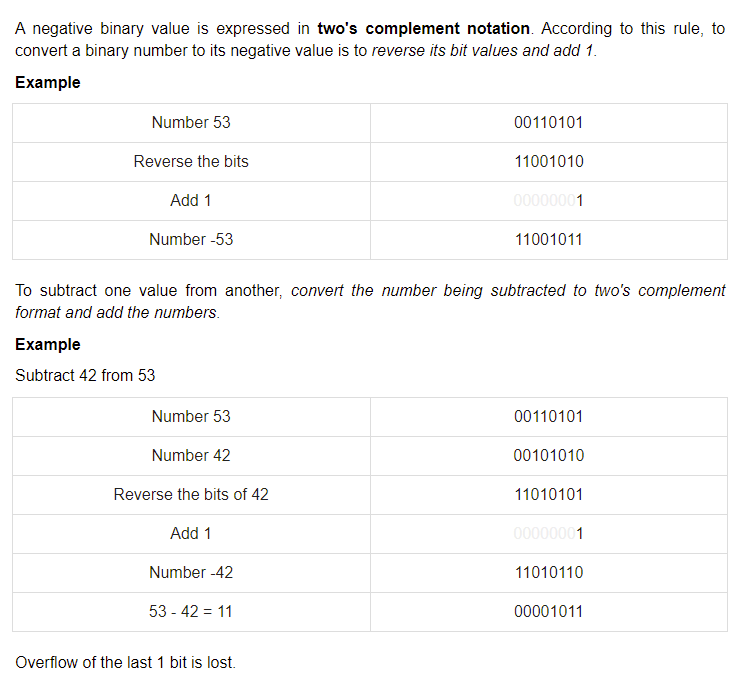 A negative binary value is expressed in two's complement notation. According to this rule, to
convert a binary number to its negative value is to reverse its bit values and add 1.
Example
Number 53 00110101
Reverse the bits 11001010
Add 1 00000001
Number -53 11001011
To subtract one value from another, convert the number being subtracted to two's complement
format and add the numbers.
Example
Subtract 42 from 53
Number 53 00110101
Number 42 00101010
Reverse the bits of 42 11010101
Add 1 00000001
Number -42 11010110
53 - 42 = 11 00001011
Overflow of the last 1 bit is lost.